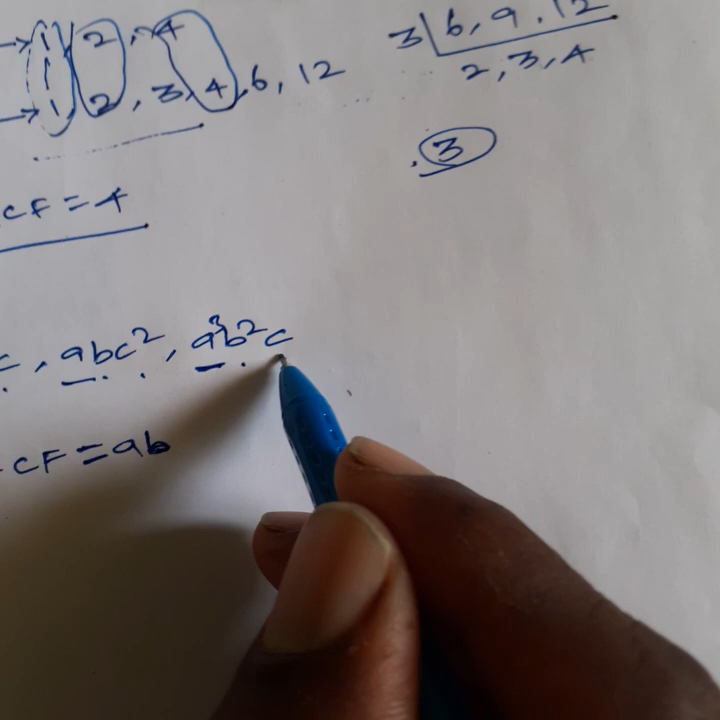 1 2, 4
1 2, 3, 4, 6, 12
3 6, 9, 12
2, 3, 4
3
CF = 4
c, abc², a³b²c
CF = ab